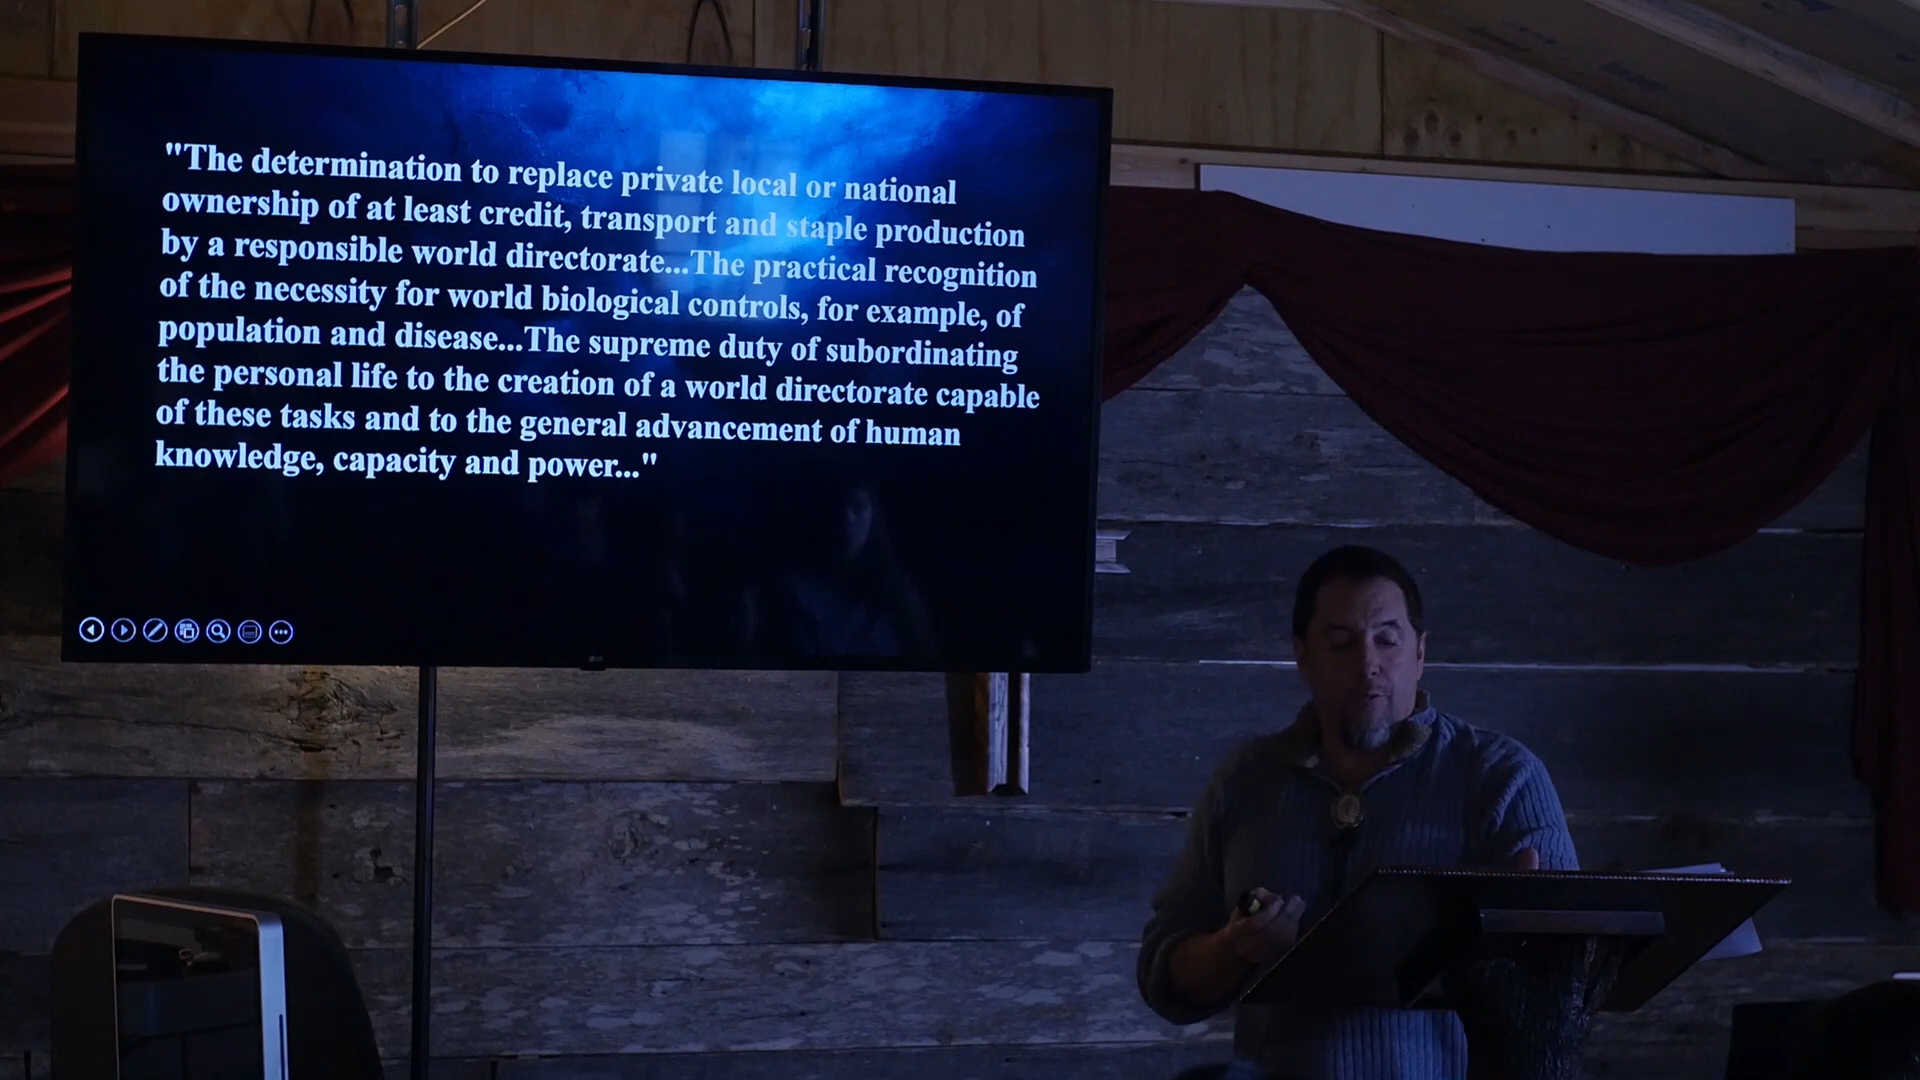 "The determination to replace private local or national
ownership of at least credit, transport and staple production
by a responsible world directorate...The practical recognition
of the necessity for world biological controls, for example, of
population and disease...The supreme duty of subordinating
the personal life to the creation of a world directorate capable
of these tasks and to the general advancement of human
knowledge, capacity and power..."